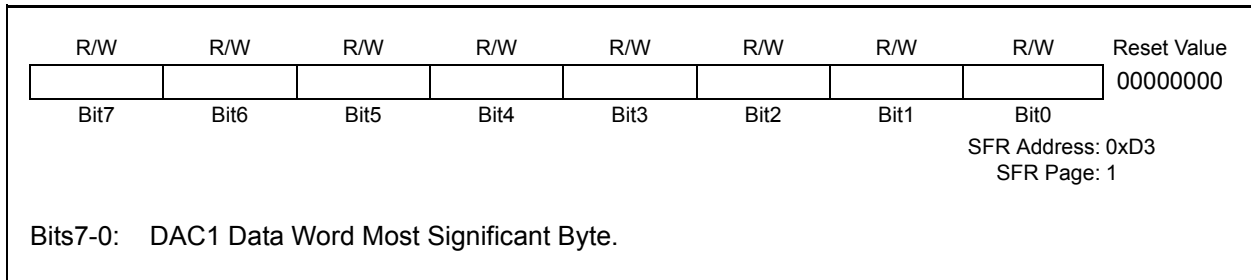 R/W R/W R/W R/W R/W R/W R/W R/W Reset Value
00000000
Bit7 Bit6 Bit5 Bit4 Bit3 Bit2 Bit1 Bit0
SFR Address: 0xD3
SFR Page: 1
Bits7-0: DAC1 Data Word Most Significant Byte.